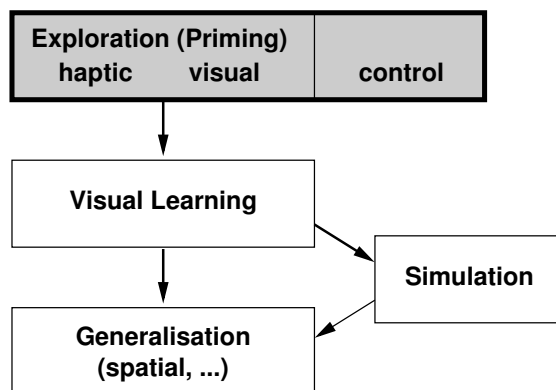 Exploration (Priming)
haptic visual control
Visual Learning
Simulation
Generalisation
(spatial, ...)